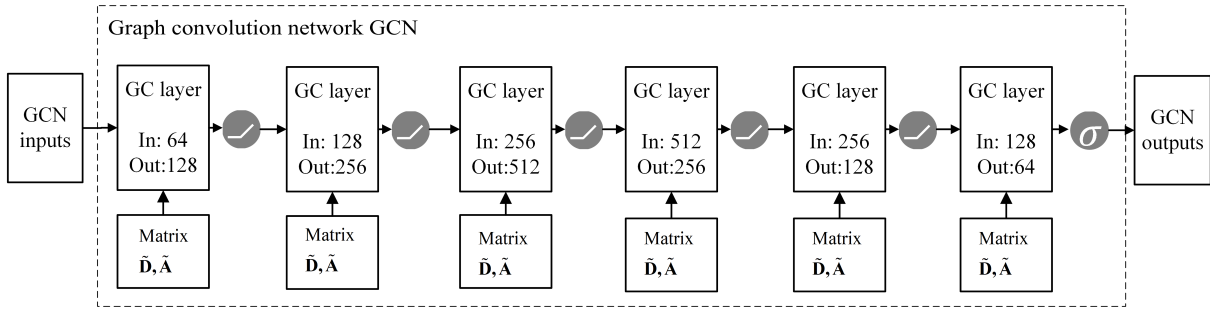 Graph convolution network GCN
GCN
inputs
GC layer
In: 64
Out:128
GC layer
In: 128
Out:256
GC layer
In: 256
Out:512
GC layer
In: 512
Out:256
GC layer
In: 256
Out:128
GC layer
In: 128
Out:64
σ
GCN
outputs
Matrix
D̃, Ã
Matrix
D̃, Ã
Matrix
D̃, Ã
Matrix
D̃, Ã
Matrix
D̃, Ã
Matrix
D̃, Ã